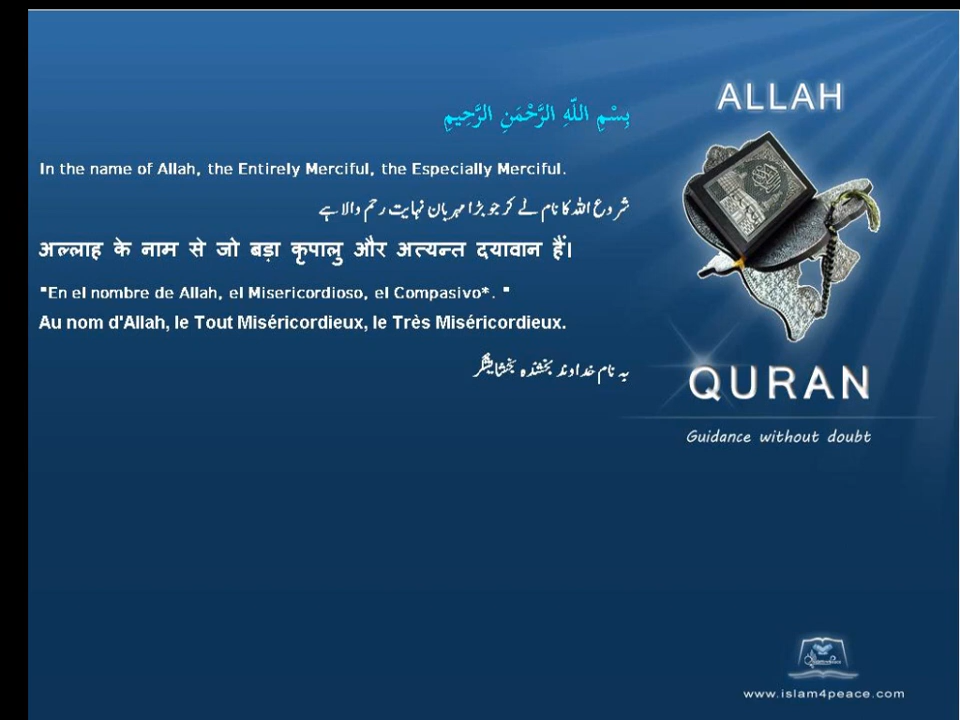 بِسْمِ اللّهِ الرَّحْمَنِ الرَّحِيمِ
In the name of Allah, the Entirely Merciful, the Especially Merciful.
شروع اللہ کا نام لے کر جو بڑا مہربان نہایت رحم والا ہے
अल्लाह के नाम से जो बड़ा कृपालु और अत्यन्त दयावान हैं।
"En el nombre de Allah, el Misericordioso, el Compasivo*. "
Au nom d'Allah, le Tout Miséricordieux, le Très Miséricordieux.
به نام خداوند بخشنده بخشایشگر
ALLAH
QURAN
Guidance without doubt
www.islam4peace.com